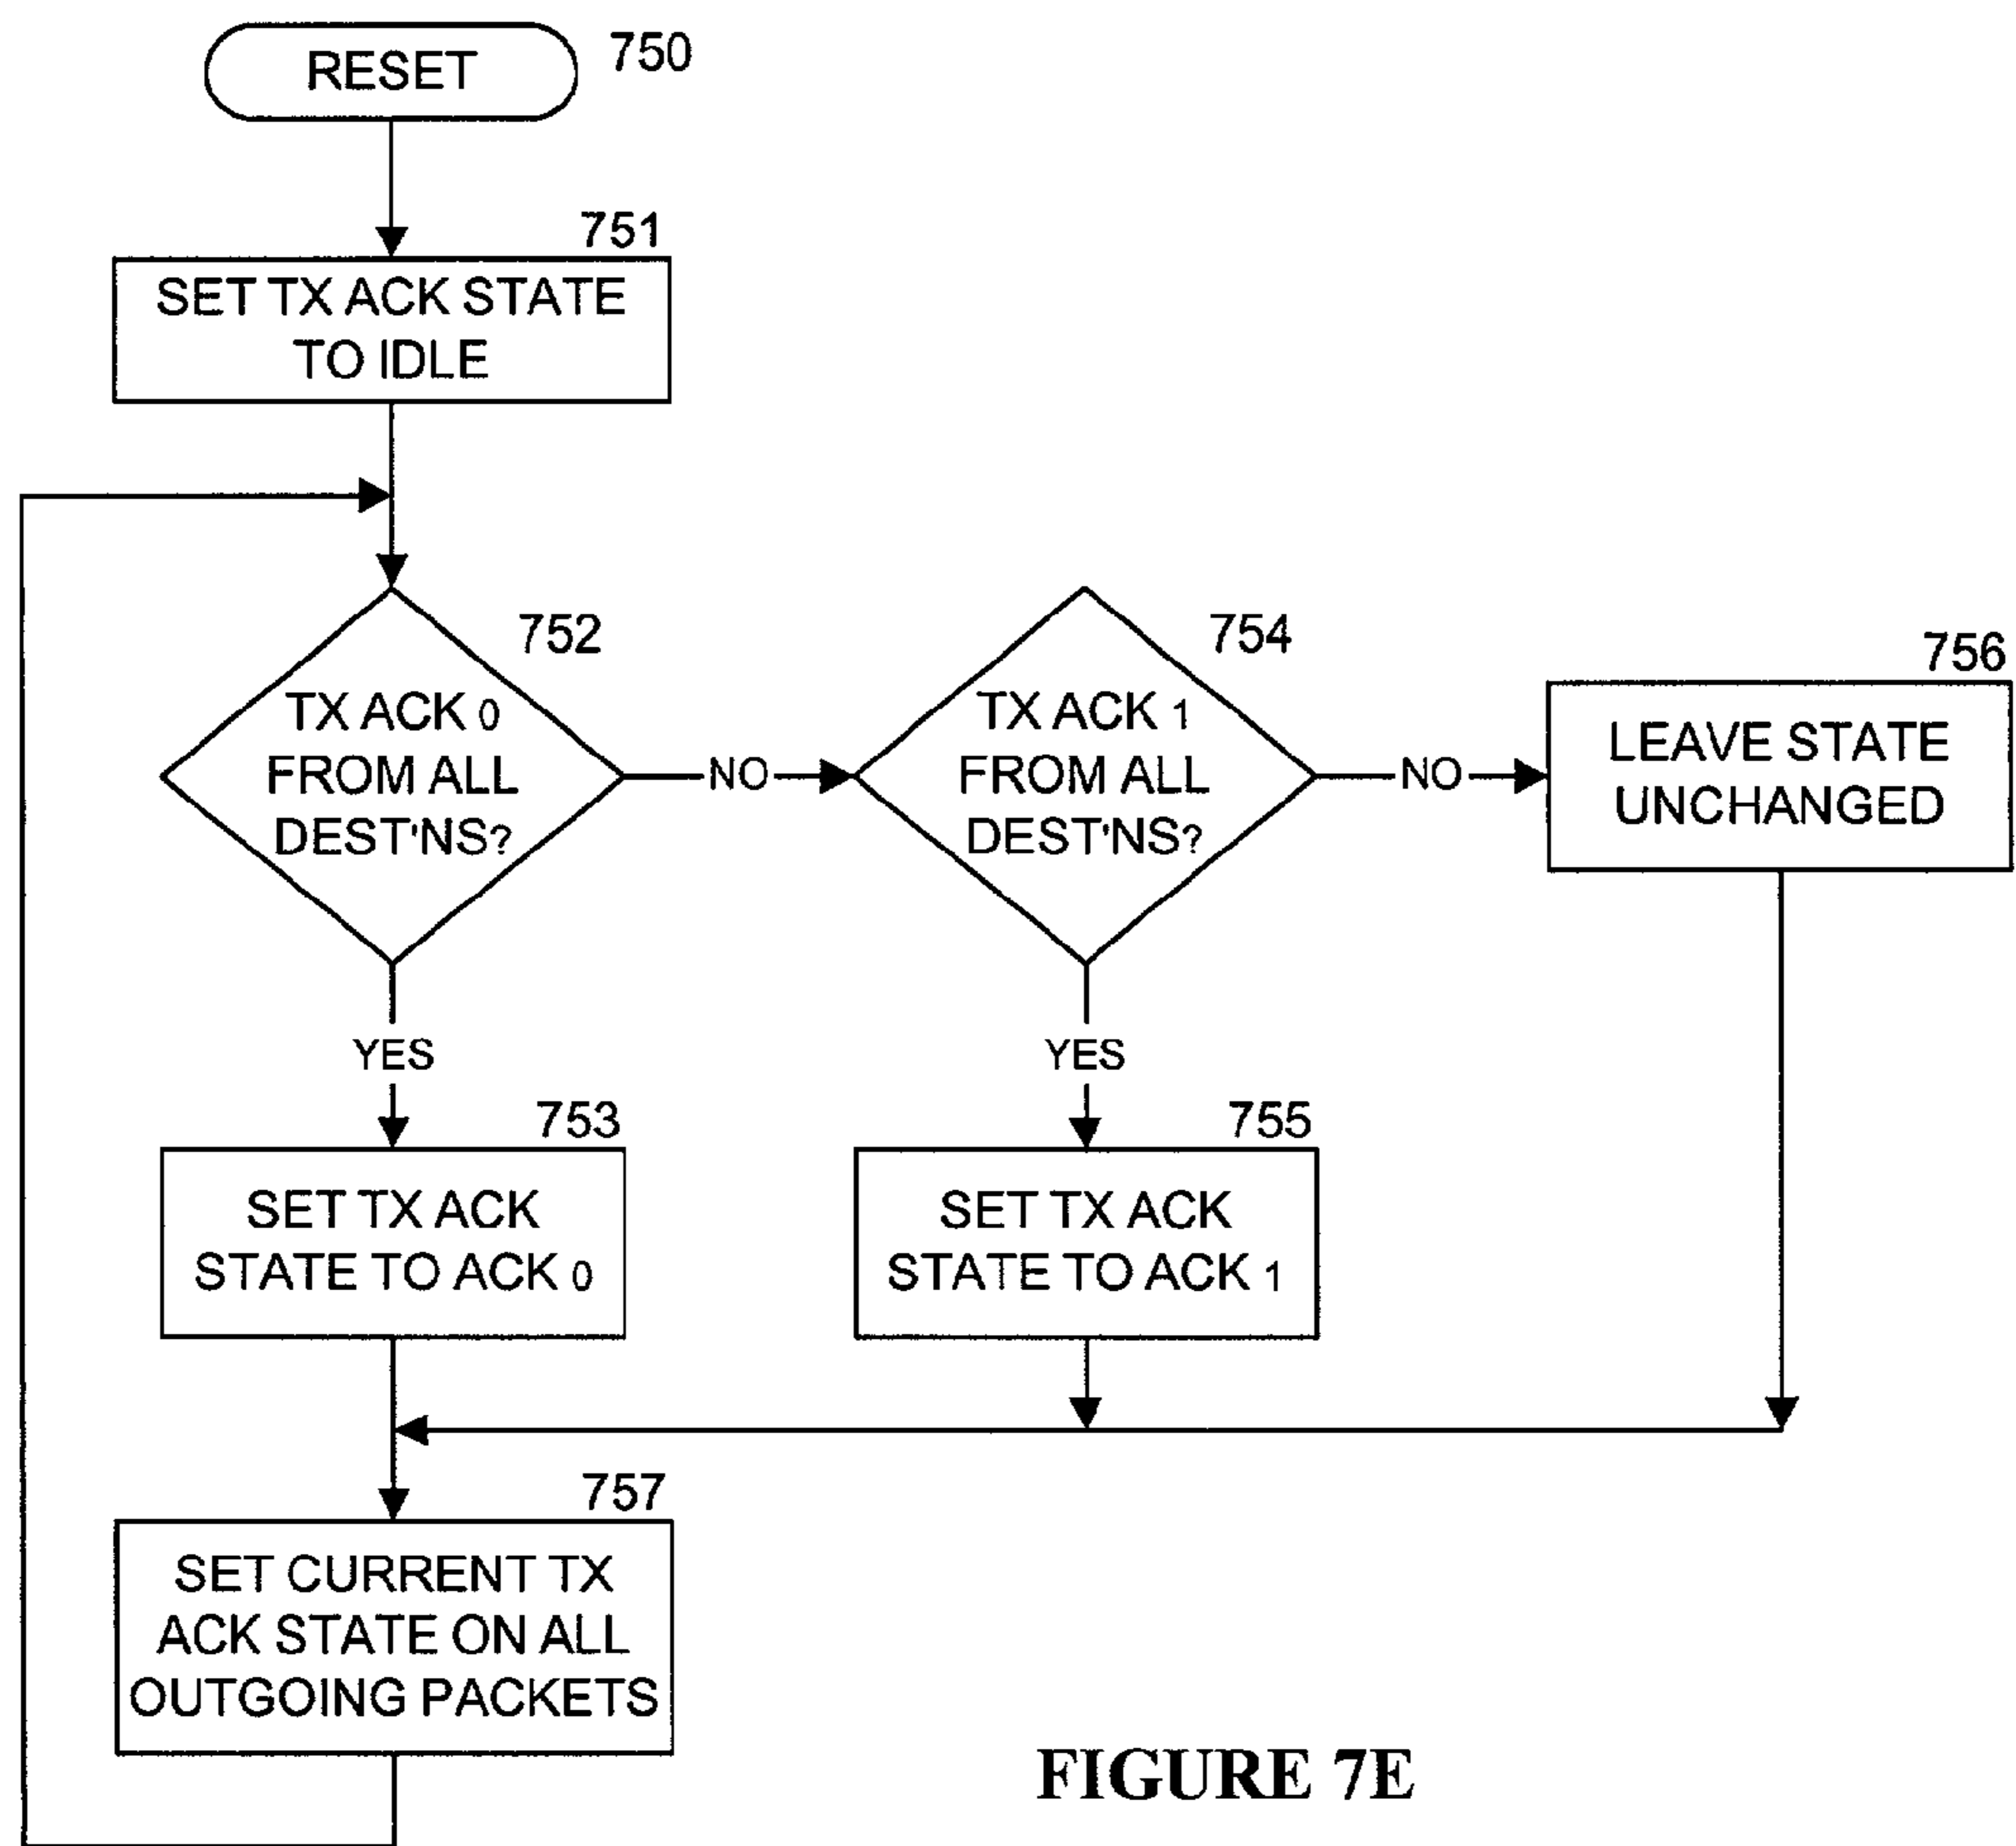 RESET
750
751
SET TX ACK STATE
TO IDLE
752
TX ACK 0
FROM ALL
DEST'NS?
NO
754
TX ACK 1
FROM ALL
DEST'NS?
NO
756
LEAVE STATE
UNCHANGED
YES
YES
753
SET TX ACK
STATE TO ACK 0
755
SET TX ACK
STATE TO ACK 1
757
SET CURRENT TX
ACK STATE ON ALL
OUTGOING PACKETS
FIGURE 7E